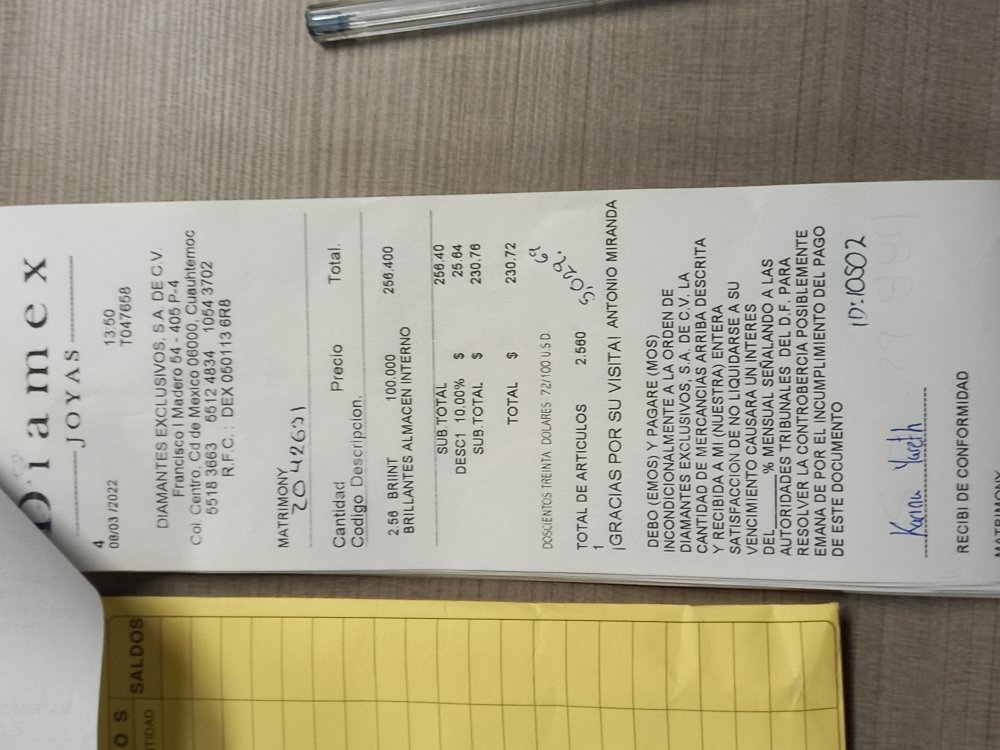 Diamex
JOYAS
4
08/03/2022 13:50
T047658
DIAMANTES EXCLUSIVOS, S.A. DE C.V.
Francisco I Madero 54 - 405 P-4
Col. Centro, Cd de Mexico 06000, Cuauhtemoc
5518 3663 5512 4834 1054 3702
R.F.C. : DEX 050113 6R8
MATRIMONY
Cantidad Precio Total.
Codigo Descripcion.
2.56 BRIINT 100.000 256.400
BRILLANTES ALMACEN INTERNO
SUB.TOTAL 256.40
DESC1 10.00% $ 25.64
SUB.TOTAL $ 230.76
TOTAL $ 230.72
DOSCIENTOS TREINTA DOLARES 72/100 U.S.D.
TOTAL DE ARTICULOS 2.560
1
¡GRACIAS POR SU VISITA! ANTONIO MIRANDA
DEBO (EMOS) Y PAGARE (MOS)
INCONDICIONALMENTE A LA ORDEN DE
DIAMANTES EXCLUSIVOS, S.A. DE C.V. LA
CANTIDAD DE MERCANCIAS ARRIBA DESCRITA
Y RECIBIDA A MI (NUESTRA) ENTERA
SATISFACCION DE NO LIQUIDARSE A SU
VENCIMIENTO CAUSARA UN INTERES
DEL % MENSUAL SEÑALANDO A LAS
AUTORIDADES TRIBUNALES DEL D.F. PARA
RESOLVER LA CONTROBERCIA POSIBLEMENTE
EMANA DE POR EL INCUMPLIMIENTO DEL PAGO
DE ESTE DOCUMENTO
ID:10502
Karina Yareth
RECIBI DE CONFORMIDAD
MATRIMONY
O S SALDOS
TIDAD